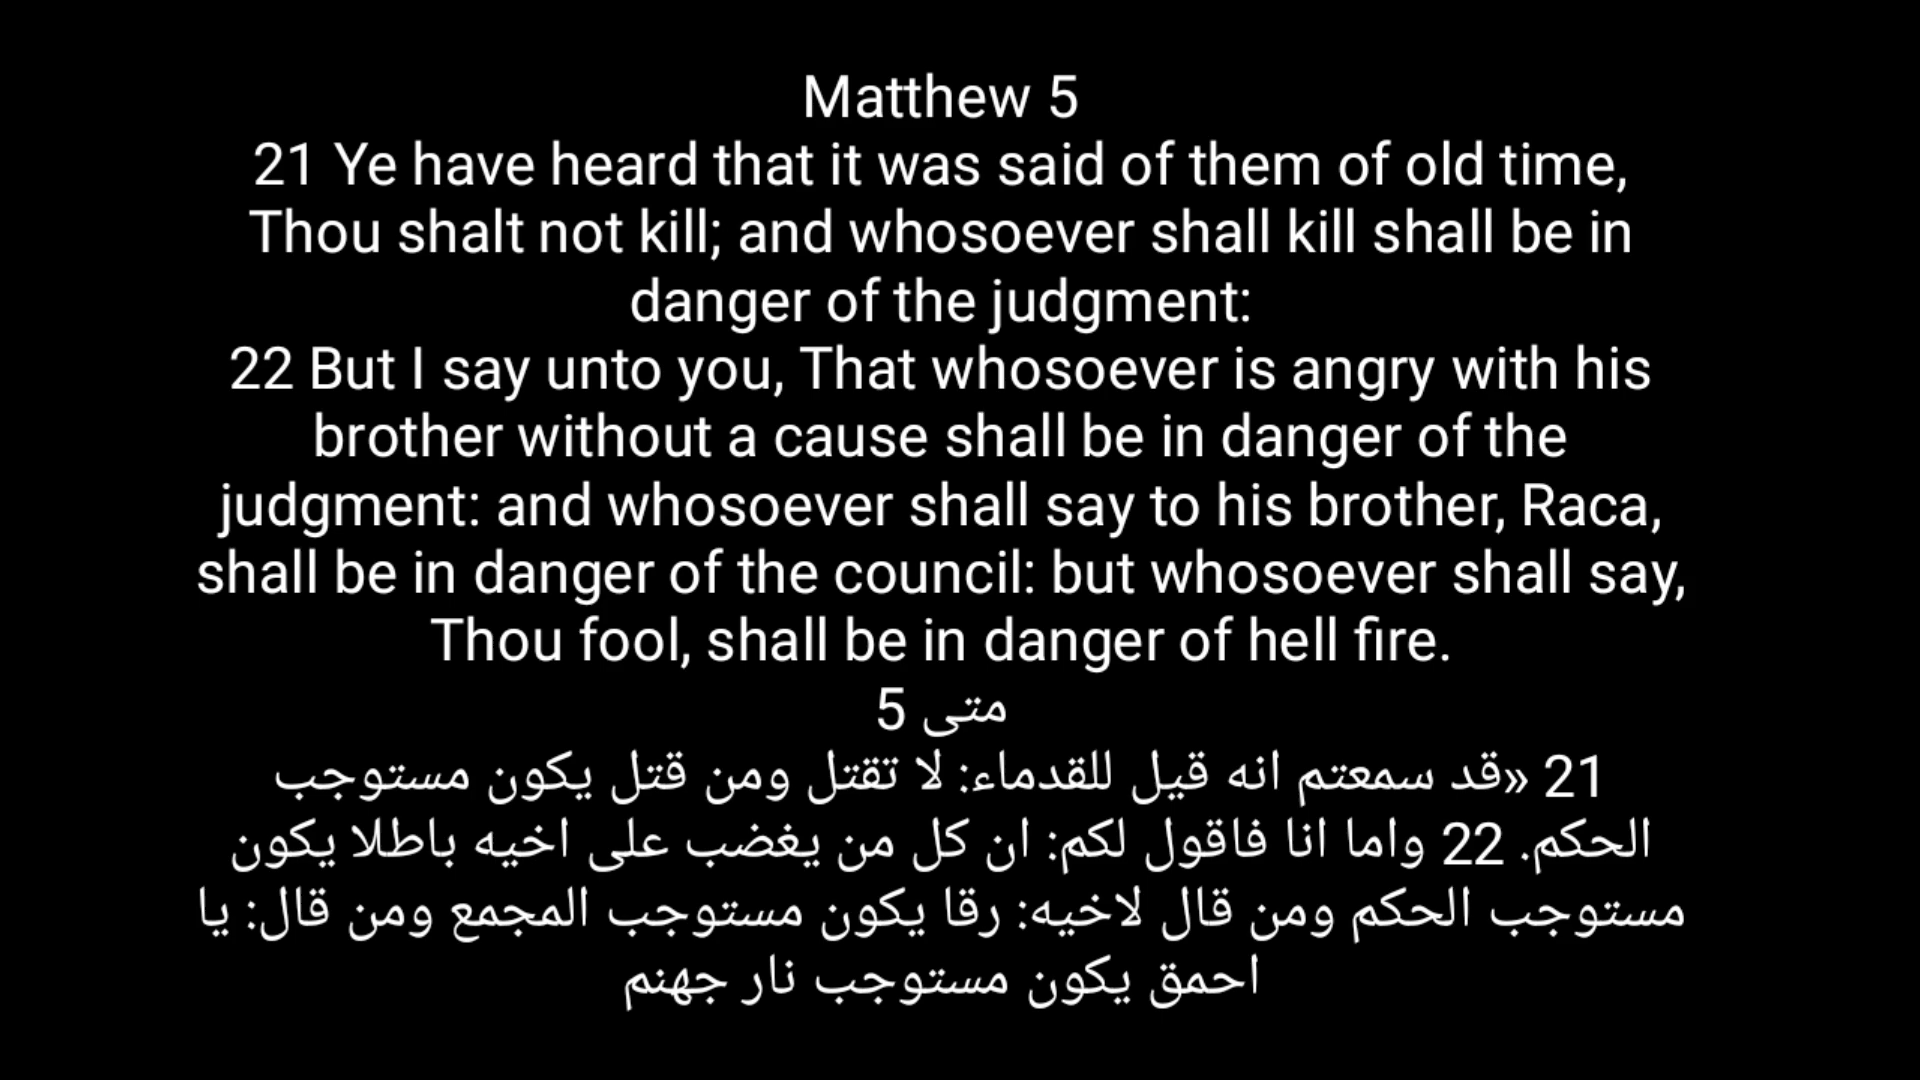 Matthew 5
21 Ye have heard that it was said of them of old time,
Thou shalt not kill; and whosoever shall kill shall be in
danger of the judgment:
22 But I say unto you, That whosoever is angry with his
brother without a cause shall be in danger of the
judgment: and whosoever shall say to his brother, Raca,
shall be in danger of the council: but whosoever shall say,
Thou fool, shall be in danger of hell fire.
متى 5
21 «قد سمعتم انه قيل للقدماء: لا تقتل ومن قتل يكون مستوجب
الحكم. 22 واما انا فاقول لكم: ان كل من يغضب على اخيه باطلا يكون
مستوجب الحكم ومن قال لاخيه: رقا يكون مستوجب المجمع ومن قال: يا
احمق يكون مستوجب نار جهنم